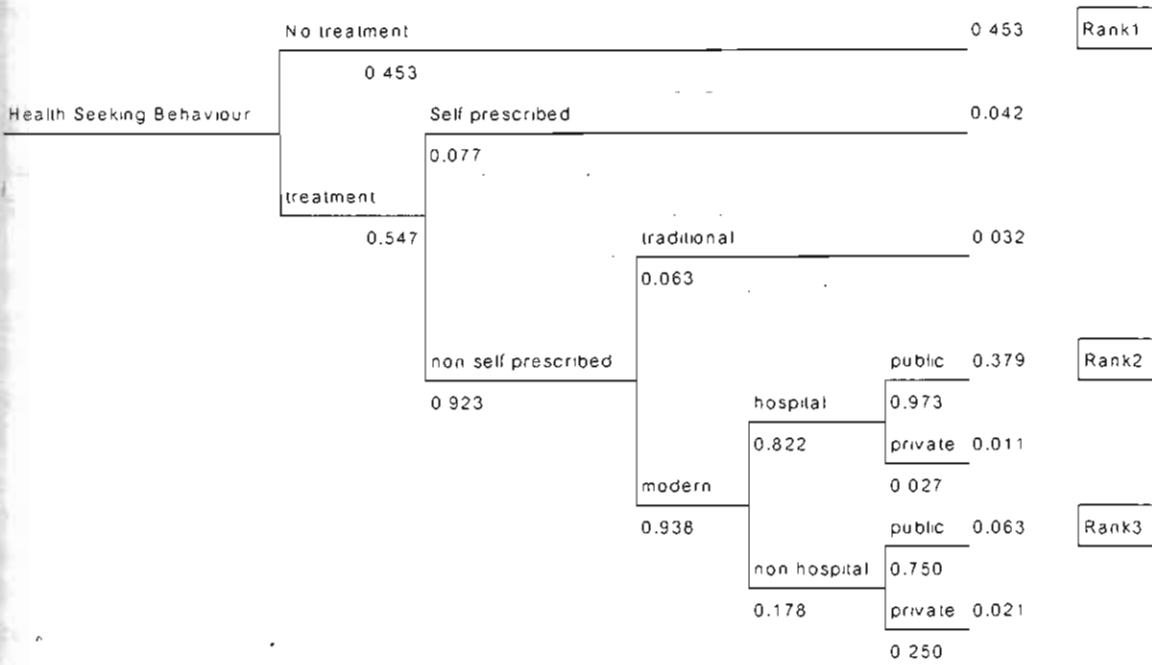 No treatment 0 453 Rank1
0 453
Health Seeking Behaviour Self prescribed 0.042
0.077
treatment
0.547 traditional 0 032
0.063
non self prescribed public 0.379 Rank2
0 923 hospital 0.973
0.822 private 0.011
modern 0 027
0.938 public 0.063 Rank3
non hospital 0.750
0.178 private 0.021
0 250